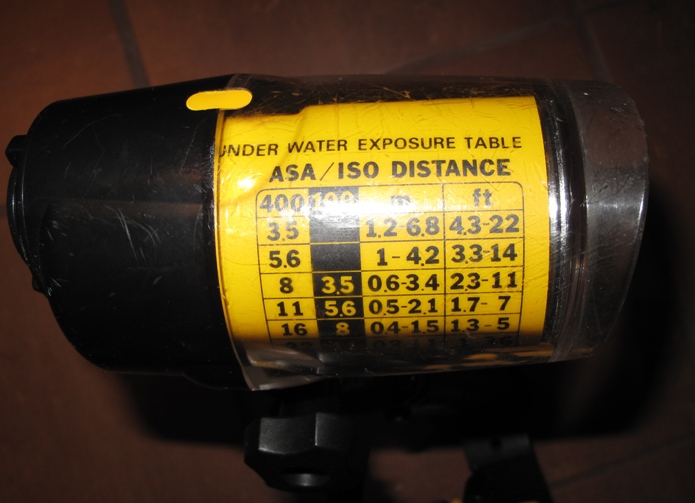 UNDER WATER EXPOSURE TABLE
ASA/ISO DISTANCE
400 100 m ft
3.5 1.2-6.8 4.3-22
5.6 1-4.2 3.3-14
8 3.5 0.6-3.4 2.3-11
11 5.6 0.5-2.1 1.7-7
16 8 0.4-1.5 1.3-5